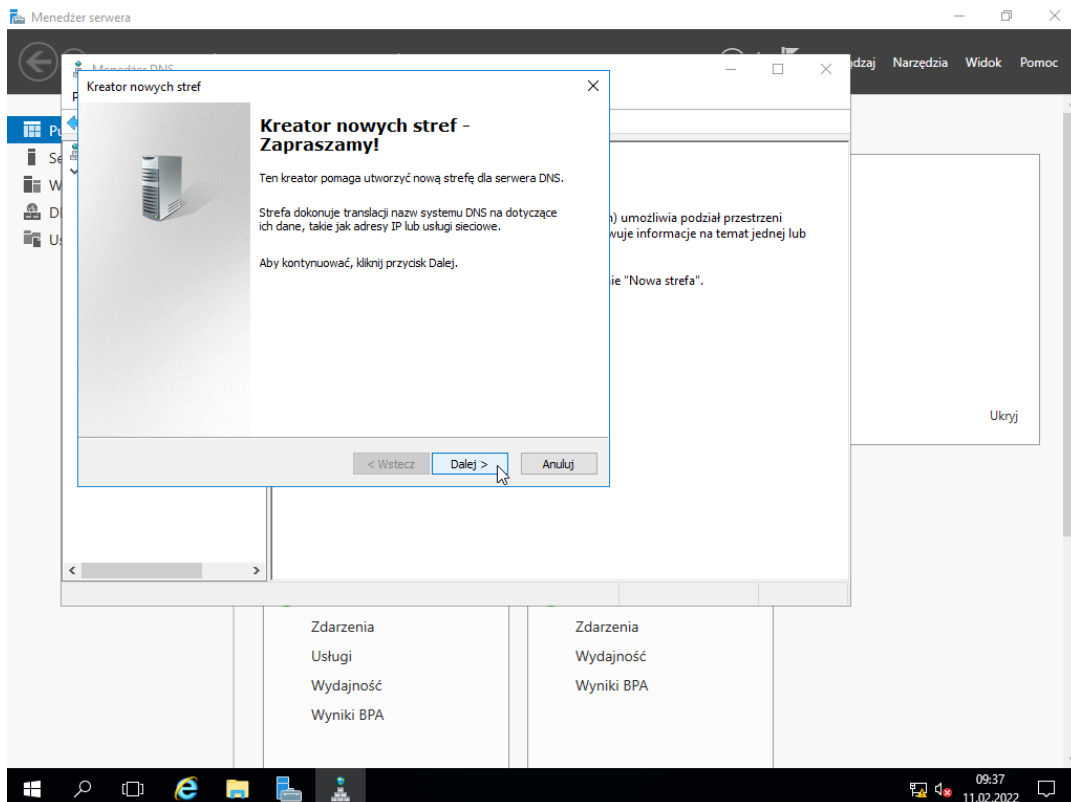 Menedżer serwera
Narzędzia Widok Pomoc
Menedżer DNS
Kreator nowych stref
Kreator nowych stref -
Zapraszamy!
Ten kreator pomaga utworzyć nową strefę dla serwera DNS.
Strefa dokonuje translacji nazw systemu DNS na dotyczące
ich dane, takie jak adresy IP lub usługi sieciowe.
Aby kontynuować, kliknij przycisk Dalej.
< Wstecz
Dalej >
Anuluj
umożliwia podział przestrzeni
informacje na temat jednej lub
"Nowa strefa".
Ukryj
Zdarzenia
Usługi
Wydajność
Wyniki BPA
Zdarzenia
Wydajność
Wyniki BPA
09:37
11.02.2022